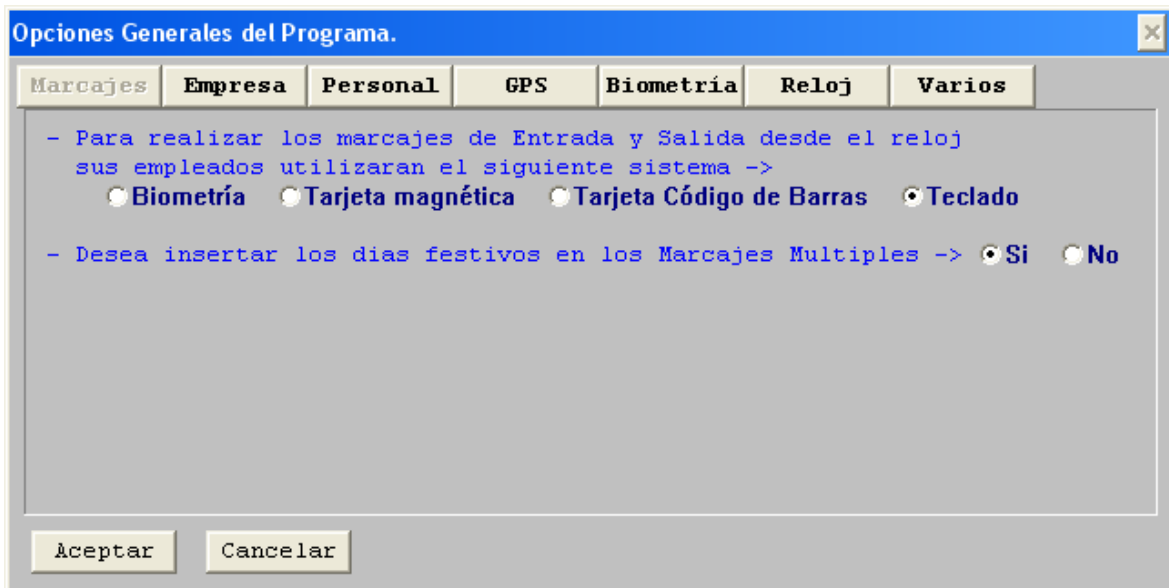 Opciones Generales del Programa.
Marcajes Empresa Personal GPS Biometría Reloj Varios
- Para realizar los marcajes de Entrada y Salida desde el reloj
sus empleados utilizaran el siguiente sistema ->
Biometría Tarjeta magnética Tarjeta Código de Barras Teclado
- Desea insertar los dias festivos en los Marcajes Multiples -> Si No
Aceptar Cancelar